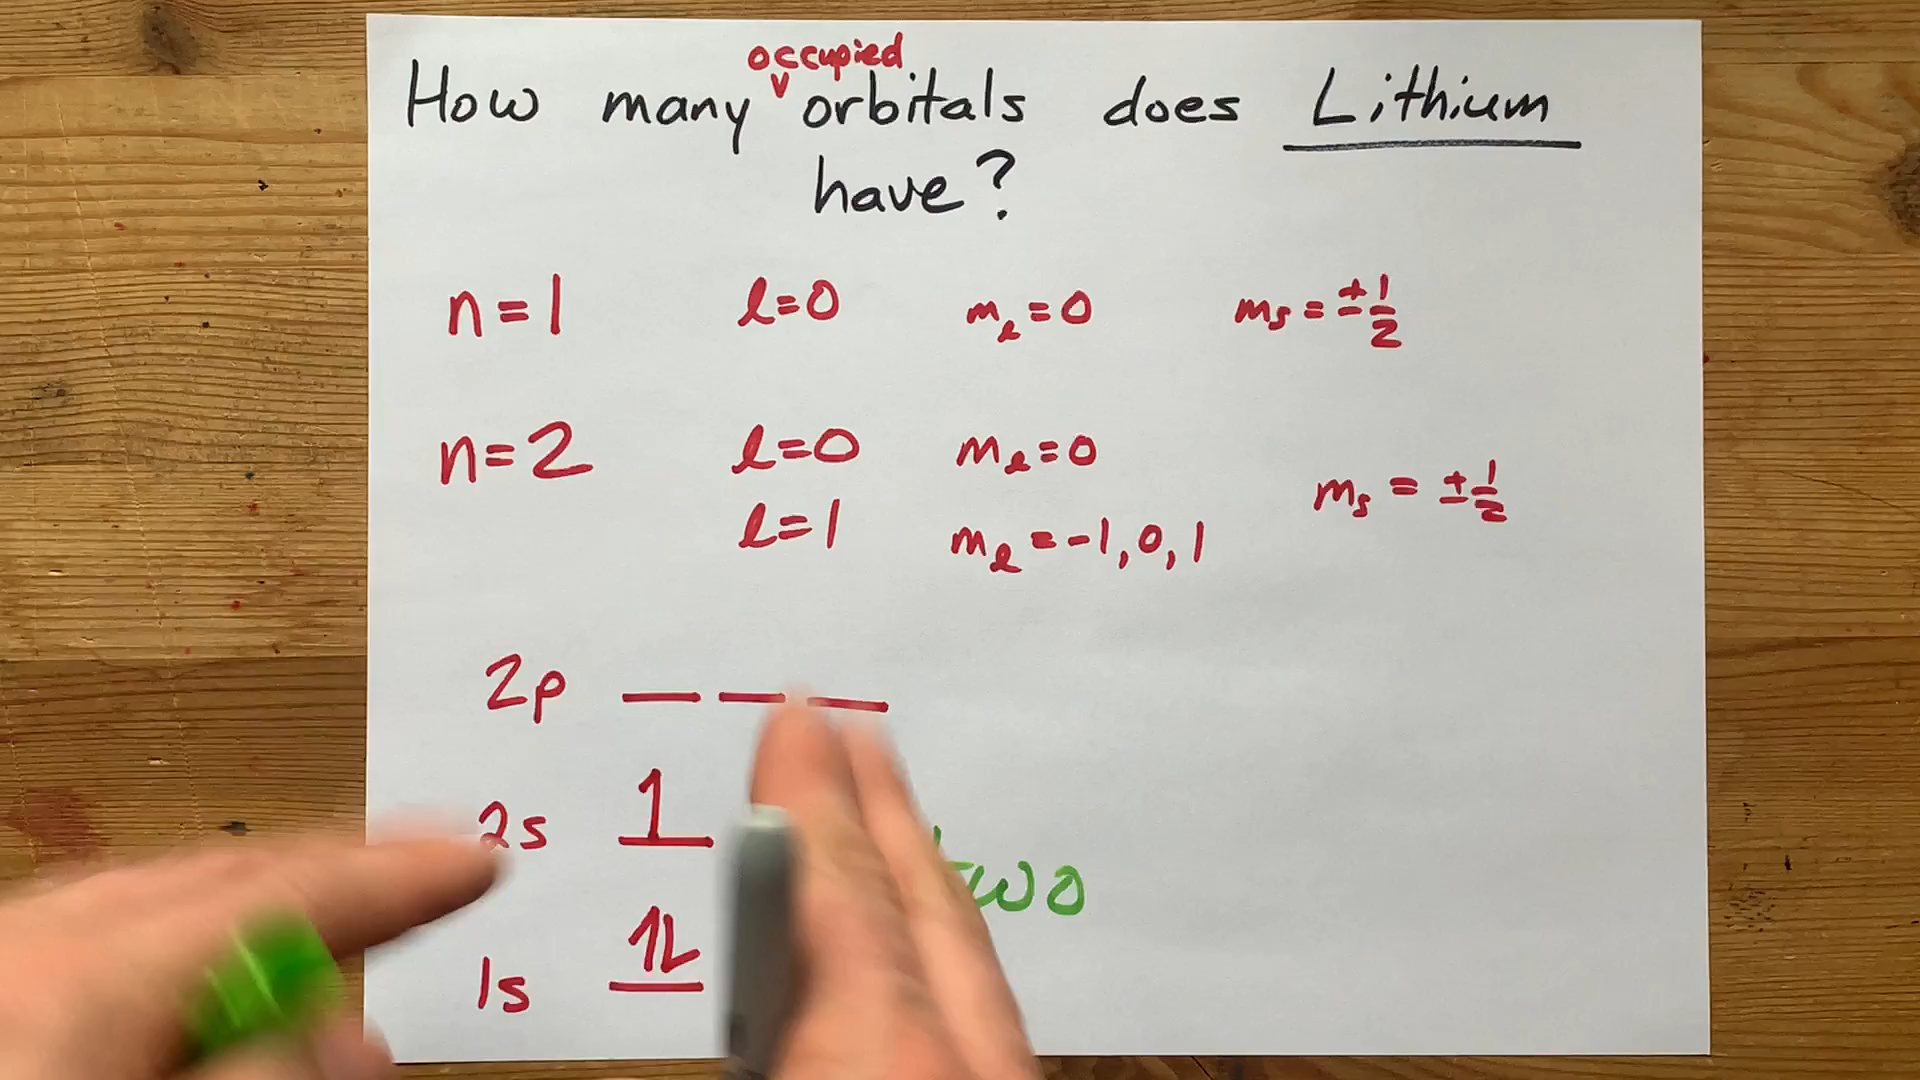 How many occupied orbitals does Lithium
have?
n=1 l=0 mₗ=0 mₛ=±1/2
n=2 l=0 mₗ=0
l=1 mₗ=-1,0,1 mₛ=±1/2
2p _ _ _
2s 1
1s 1L
two